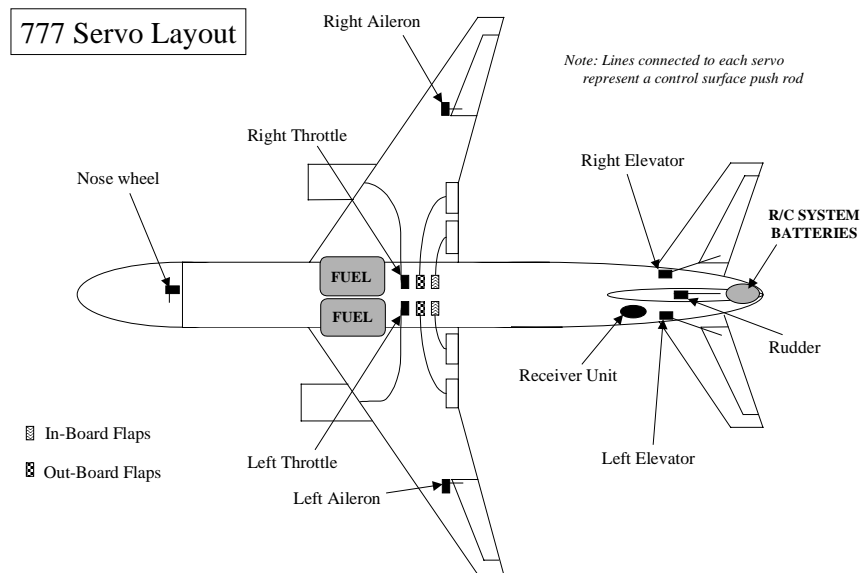 777 Servo Layout
Right Aileron
Note: Lines connected to each servo
represent a control surface push rod
Right Throttle
Right Elevator
Nose wheel
R/C SYSTEM
BATTERIES
FUEL
FUEL
Rudder
Receiver Unit
In-Board Flaps
Left Throttle
Left Elevator
Out-Board Flaps
Left Aileron